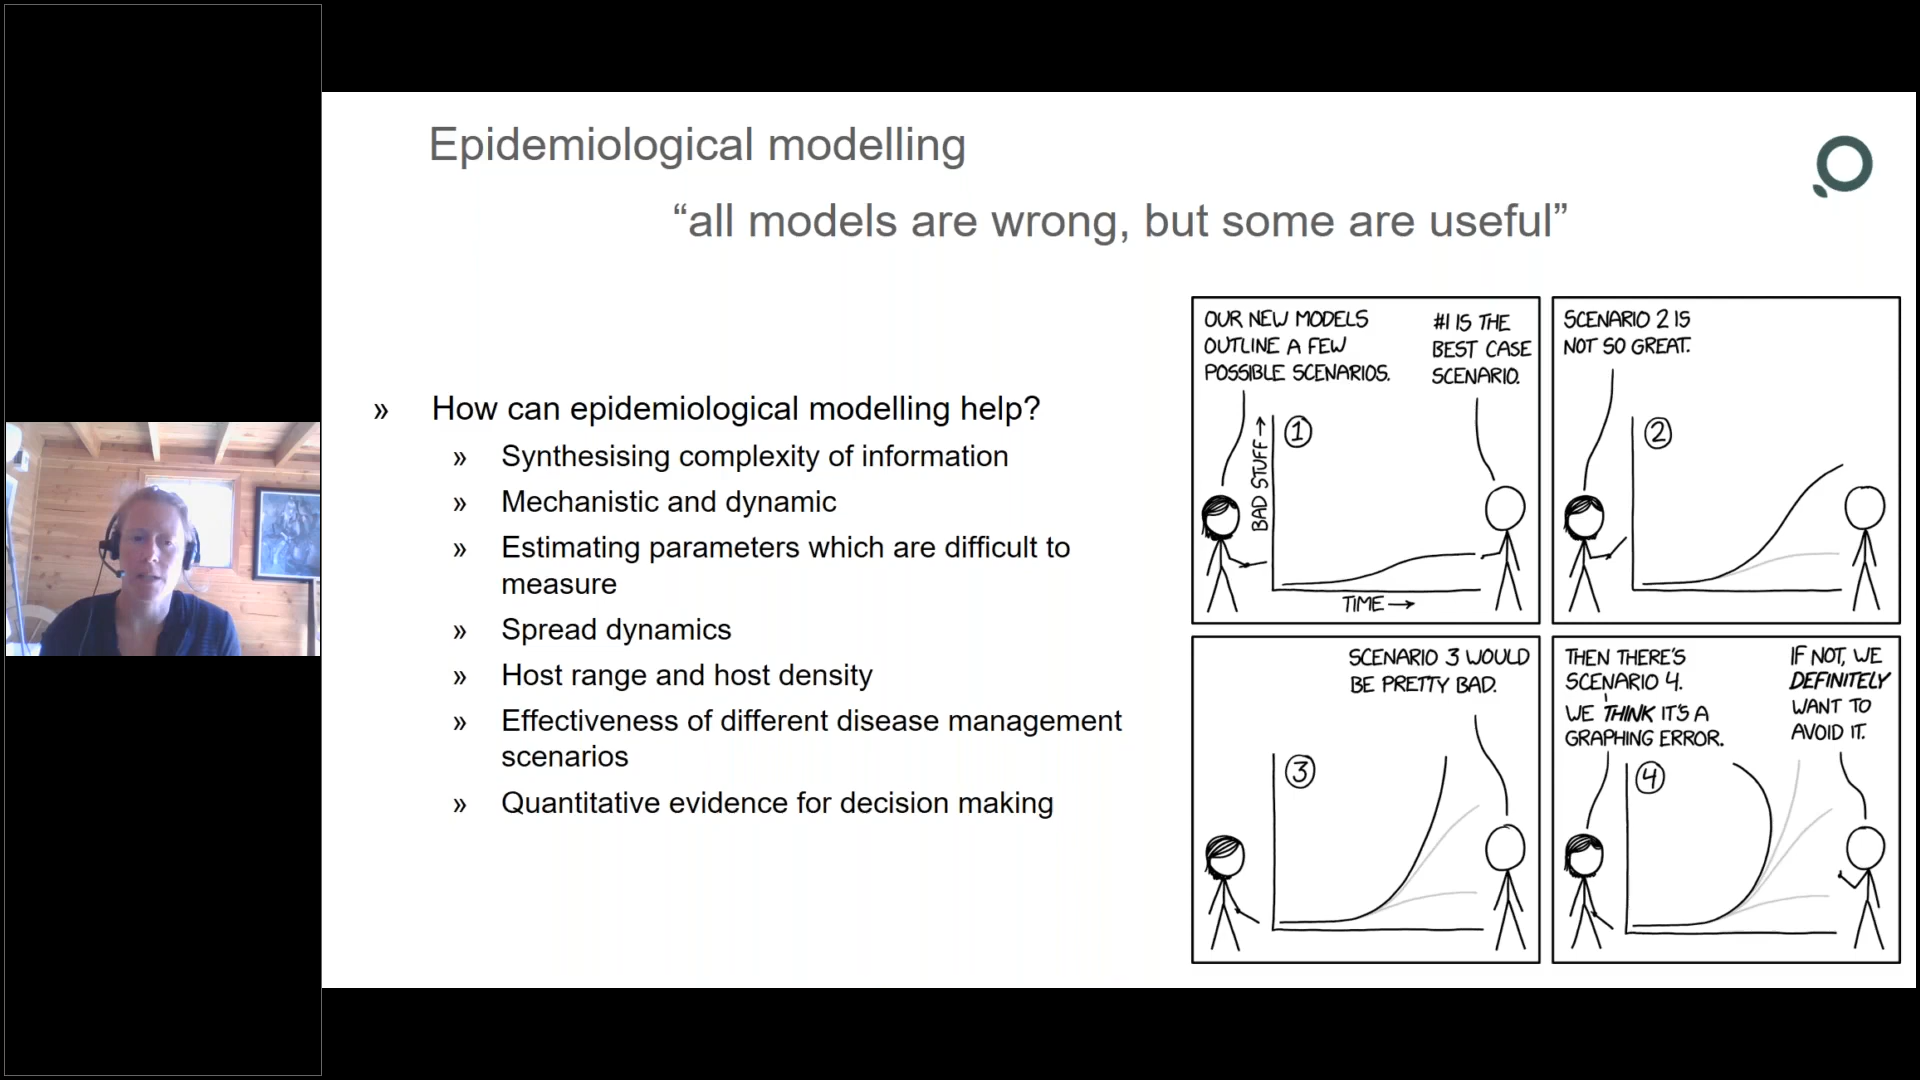 Epidemiological modelling
“all models are wrong, but some are useful”
» How can epidemiological modelling help?
» Synthesising complexity of information
» Mechanistic and dynamic
» Estimating parameters which are difficult to
measure
» Spread dynamics
» Host range and host density
» Effectiveness of different disease management
scenarios
» Quantitative evidence for decision making
OUR NEW MODELS
OUTLINE A FEW
POSSIBLE SCENARIOS.
#1 IS THE
BEST CASE
SCENARIO.
1
BAD STUFF →
TIME →
SCENARIO 2 IS
NOT SO GREAT.
2
SCENARIO 3 WOULD
BE PRETTY BAD.
3
THEN THERE'S
SCENARIO 4.
WE THINK IT'S A
GRAPHING ERROR.
IF NOT, WE
DEFINITELY
WANT TO
AVOID IT.
4